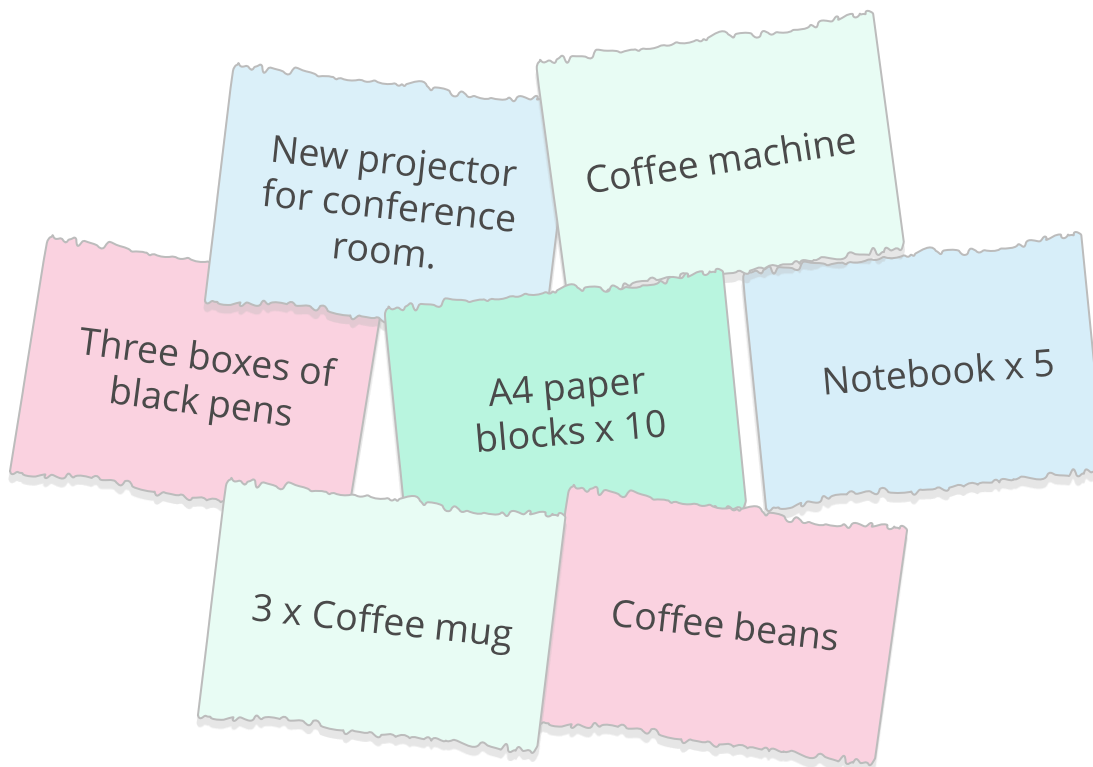 New projector
for conference
room.
Coffee machine
Three boxes of
black pens
A4 paper
blocks x 10
Notebook x 5
3 x Coffee mug
Coffee beans